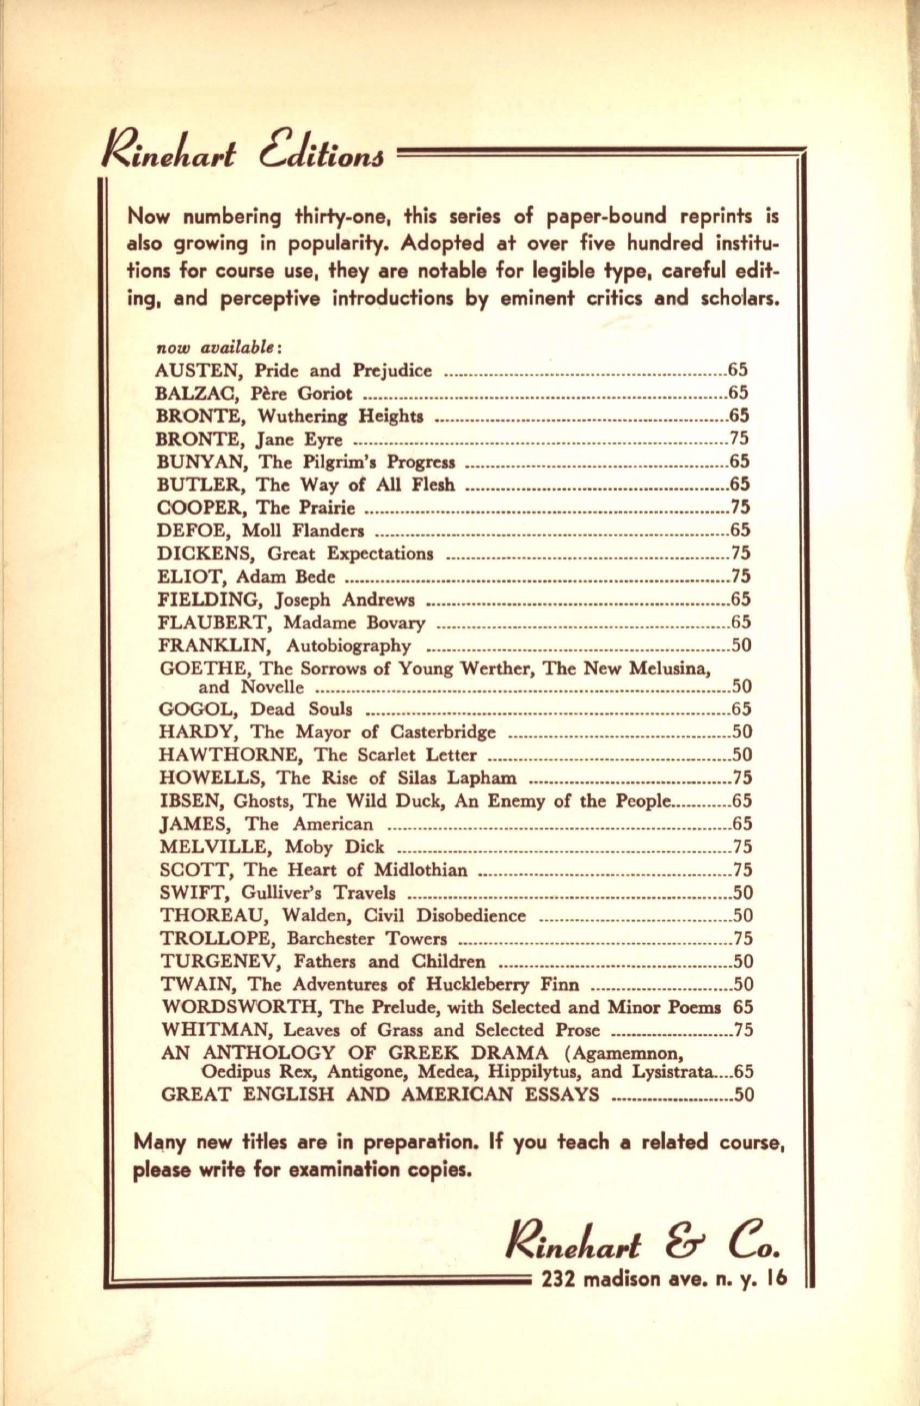 Rinehart Editions
Now numbering thirty-one, this series of paper-bound reprints is
also growing in popularity. Adopted at over five hundred institu-
tions for course use, they are notable for legible type, careful edit-
ing, and perceptive introductions by eminent critics and scholars.
now available:
AUSTEN, Pride and Prejudice ........................65
BALZAC, Père Goriot ........................65
BRONTE, Wuthering Heights ........................65
BRONTE, Jane Eyre ........................75
BUNYAN, The Pilgrim's Progress ........................65
BUTLER, The Way of All Flesh ........................65
COOPER, The Prairie ........................75
DEFOE, Moll Flanders ........................65
DICKENS, Great Expectations ........................75
ELIOT, Adam Bede ........................75
FIELDING, Joseph Andrews ........................65
FLAUBERT, Madame Bovary ........................65
FRANKLIN, Autobiography ........................50
GOETHE, The Sorrows of Young Werther, The New Melusina,
and Novelle ........................50
GOGOL, Dead Souls ........................65
HARDY, The Mayor of Casterbridge ........................50
HAWTHORNE, The Scarlet Letter ........................50
HOWELLS, The Rise of Silas Lapham ........................75
IBSEN, Ghosts, The Wild Duck, An Enemy of the People............65
JAMES, The American ........................65
MELVILLE, Moby Dick ........................75
SCOTT, The Heart of Midlothian ........................75
SWIFT, Gulliver's Travels ........................50
THOREAU, Walden, Civil Disobedience ........................50
TROLLOPE, Barchester Towers ........................75
TURGENEV, Fathers and Children ........................50
TWAIN, The Adventures of Huckleberry Finn ........................50
WORDSWORTH, The Prelude, with Selected and Minor Poems 65
WHITMAN, Leaves of Grass and Selected Prose ........................75
AN ANTHOLOGY OF GREEK DRAMA (Agamemnon,
Oedipus Rex, Antigone, Medea, Hippilytus, and Lysistrata....65
GREAT ENGLISH AND AMERICAN ESSAYS ........................50
Many new titles are in preparation. If you teach a related course,
please write for examination copies.
Rinehart & Co.
232 madison ave. n. y. 16